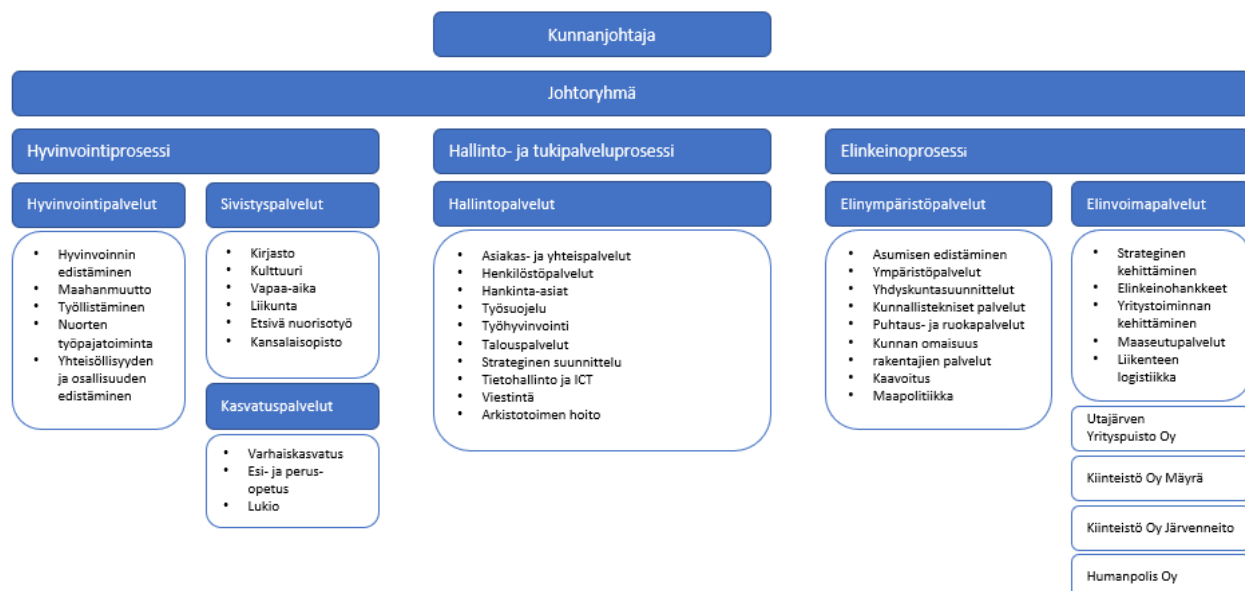 Kunnanjohtaja
Johtoryhmä
Hyvinvointiprosessi
Hyvinvointipalvelut
• Hyvinvoinnin
edistäminen
• Maahanmuutto
• Työllistäminen
• Nuorten
työpajatoiminta
• Yhteisöllisyyden
ja osallisuuden
edistäminen
Sivistyspalvelut
• Kirjasto
• Kulttuuri
• Vapaa-aika
• Liikunta
• Etsivä nuorisotyö
• Kansalaisopisto
Kasvatuspalvelut
• Varhaiskasvatus
• Esi- ja perus-
opetus
• Lukio
Hallinto- ja tukipalveluprosessi
Hallintopalvelut
• Asiakas- ja yhteispalvelut
• Henkilöstöpalvelut
• Hankinta-asiat
• Työsuojelu
• Työhyvinvointi
• Talouspalvelut
• Strateginen suunnittelu
• Tietohallinto ja ICT
• Viestintä
• Arkistotoimen hoito
Elinkeinoprosessi
Elinympäristöpalvelut
• Asumisen edistäminen
• Ympäristöpalvelut
• Yhdyskuntasuunnittelut
• Kunnallistekniset palvelut
• Puhtaus- ja ruokapalvelut
• Kunnan omaisuus
• rakentajien palvelut
• Kaavoitus
• Maapolitiikka
Elinvoimapalvelut
• Strateginen
kehittäminen
• Elinkeinohankkeet
• Yritystoiminnan
kehittäminen
• Maaseutupalvelut
• Liikenteen
logistiikka
Utajärven
Yrityspuisto Oy
Kiinteistö Oy Mäyrä
Kiinteistö Oy Järvenneito
Humanpolis Oy